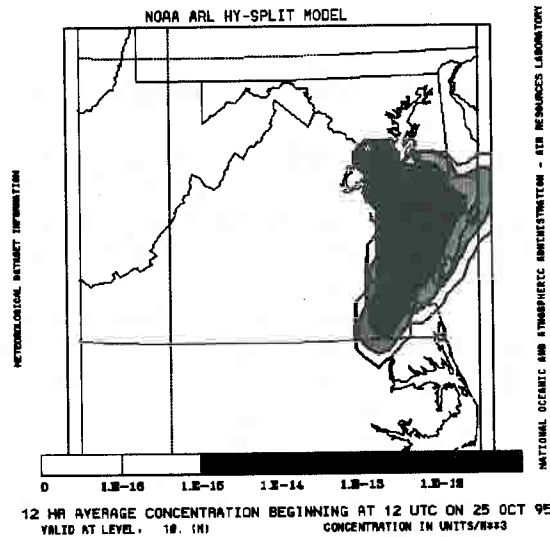 NOAA ARL HY-SPLIT MODEL
METEOROLOGICAL DATASET INFORMATION
NATIONAL OCEANIC AND ATMOSPHERIC ADMINISTRATION - AIR RESOURCES LABORATORY
0 1.E-16 1.E-15 1.E-14 1.E-13 1.E-12
12 HR AVERAGE CONCENTRATION BEGINNING AT 12 UTC ON 25 OCT 95
VALID AT LEVEL, 10. (M) CONCENTRATION IN UNITS/M**3